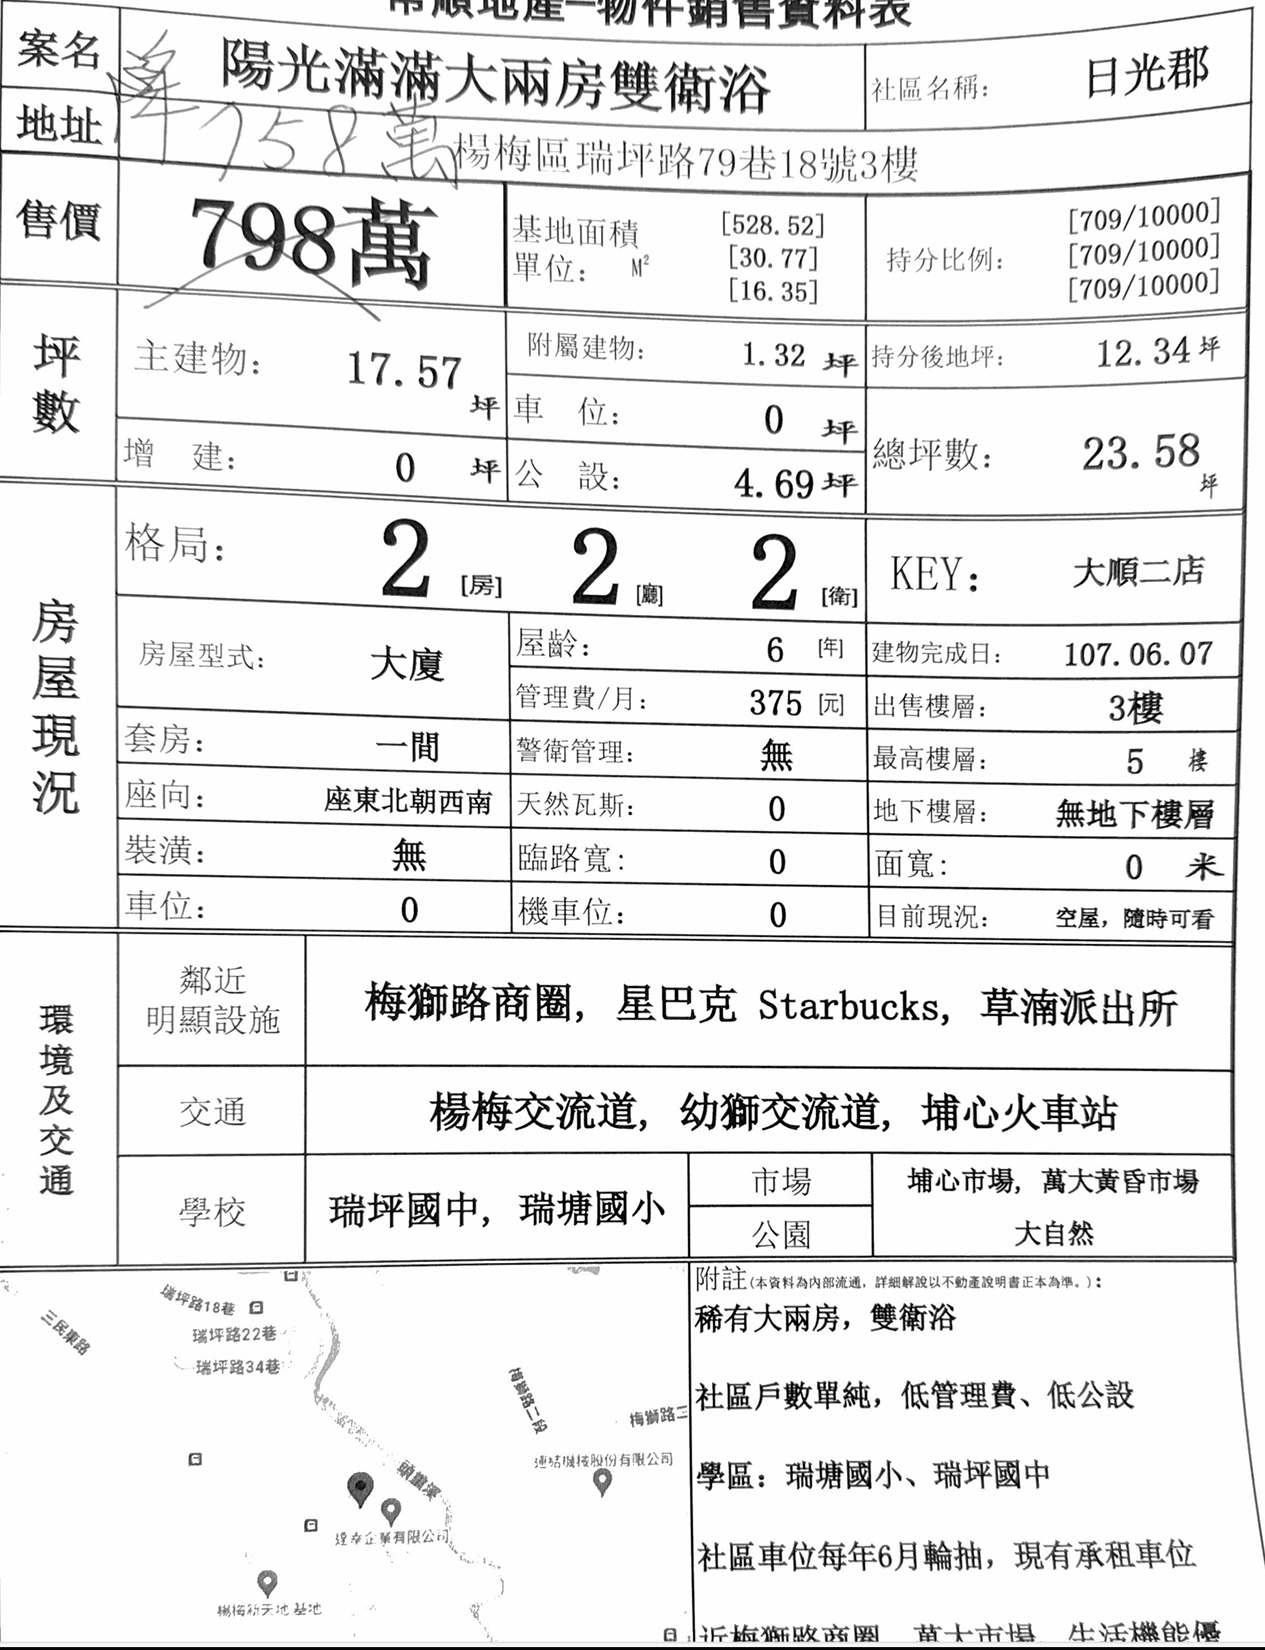 常順地產—物件銷售資料表
案名 陽光滿滿大兩房雙衛浴 社區名稱： 日光郡
758萬
地址 楊梅區瑞坪路79巷18號3樓
售價 798萬 基地面積 單位： M² [528.52] [30.77] [16.35] 持分比例： [709/10000] [709/10000] [709/10000]
坪數 主建物： 17.57 坪 附屬建物： 1.32 坪 持分後地坪： 12.34 坪
車 位： 0 坪 總坪數： 23.58 坪
增 建： 0 坪 公 設： 4.69 坪
房屋現況 格局： 2 [房] 2 [廳] 2 [衛] KEY： 大順二店
房屋型式： 大廈 屋齡： 6 [年] 建物完成日： 107.06.07
管理費/月： 375 [元] 出售樓層： 3樓
套房： 一間 警衛管理： 無 最高樓層： 5 樓
座向： 座東北朝西南 天然瓦斯： 0 地下樓層： 無地下樓層
裝潢： 無 臨路寬： 0 面寬： 0 米
車位： 0 機車位： 0 目前現況： 空屋，隨時可看
環境及交通 鄰近明顯設施 梅獅路商圈, 星巴克 Starbucks, 草湳派出所
交通 楊梅交流道, 幼獅交流道, 埔心火車站
學校 瑞坪國中, 瑞塘國小 市場 埔心市場, 萬大黃昏市場
公園 大自然
附註(本資料為內部流通，詳細解說以不動產說明書正本為準。)：
稀有大兩房，雙衛浴
社區戶數單純，低管理費、低公設
學區：瑞塘國小、瑞坪國中
社區車位每年6月輪抽，現有承租車位
近梅獅路商圈、萬大市場，生活機能優
瑞坪路18巷
瑞坪路22巷
瑞坪路34巷
三民東路
梅獅路二段
梅獅路二
連結機械股份有限公司
頭重溪
達幸企業有限公司
楊梅新天地 基地